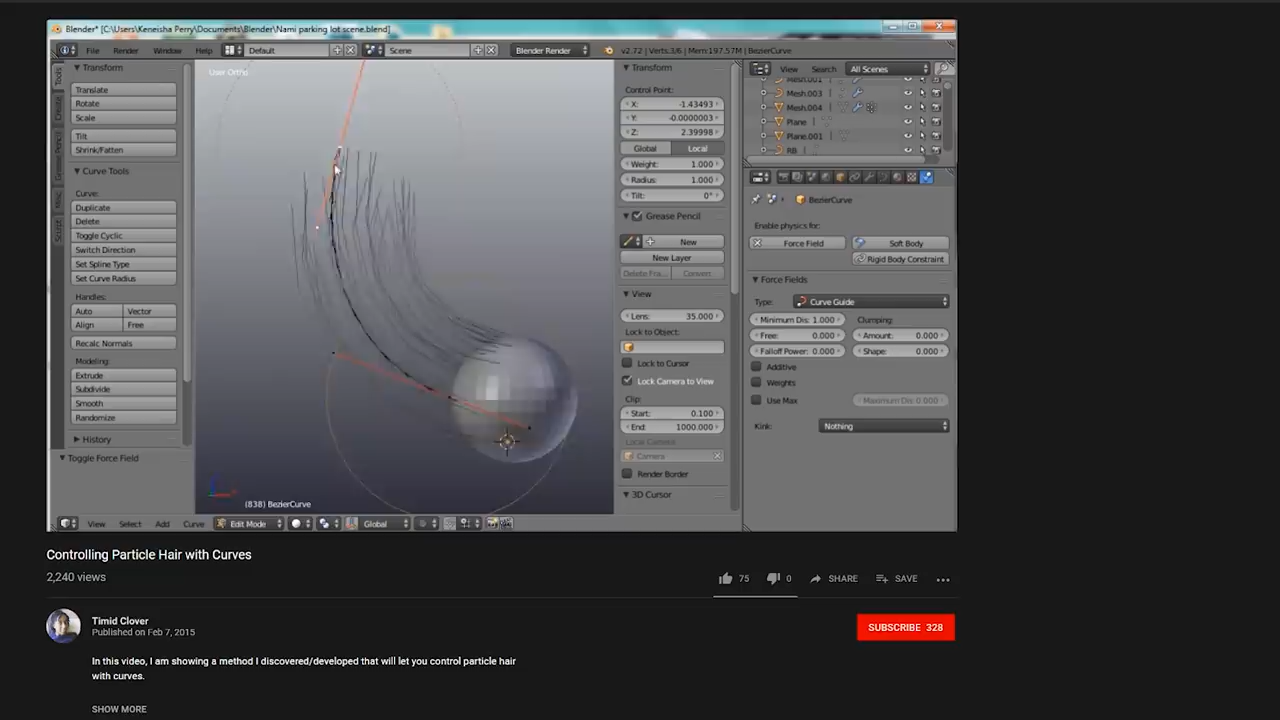 Blender* [C:\Users\Keneisha Perry\Documents\Blender\Nami parking lot scene.blend]
File Render Window Help Default Scene Blender Render v2.72 | Verts:3/6 | Mem:197.57M | BezierCurve
Tools
Create
Grease Pencil
Misc
Script
Transform
Translate
Rotate
Scale
Tilt
Shrink/Fatten
Curve Tools
Curve:
Duplicate
Delete
Toggle Cyclic
Switch Direction
Set Spline Type
Set Curve Radius
Handles:
Auto Vector
Align Free
Recalc Normals
Modeling:
Extrude
Subdivide
Smooth
Randomize
History
Toggle Force Field
User Ortho
(838) BezierCurve
View Select Add Curve Edit Mode Global
Transform
Control Point:
X: -1.43493
Y: -0.0000003
Z: 2.39998
Global Local
Weight: 1.000
Radius: 1.000
Tilt: 0°
Grease Pencil
New
New Layer
Delete Fra... Convert
View
Lens: 35.000
Lock to Object:
Lock to Cursor
Lock Camera to View
Clip:
Start: 0.100
End: 1000.000
Local Camera:
Camera
Render Border
3D Cursor
View Search All Scenes
Mesh.001
Mesh.003
Mesh.004
Plane
Plane.001
RB
BezierCurve
Enable physics for:
Force Field Soft Body
Rigid Body Constraint
Force Fields
Type: Curve Guide
Minimum Dis: 1.000 Clumping:
Free: 0.000 Amount: 0.000
Falloff Power: 0.000 Shape: 0.000
Additive
Weights
Use Max Maximum Dis: 0.000
Kink: Nothing
Controlling Particle Hair with Curves
2,240 views
75 0 SHARE SAVE
Timid Clover
Published on Feb 7, 2015
SUBSCRIBE 328
In this video, I am showing a method I discovered/developed that will let you control particle hair
with curves.
SHOW MORE